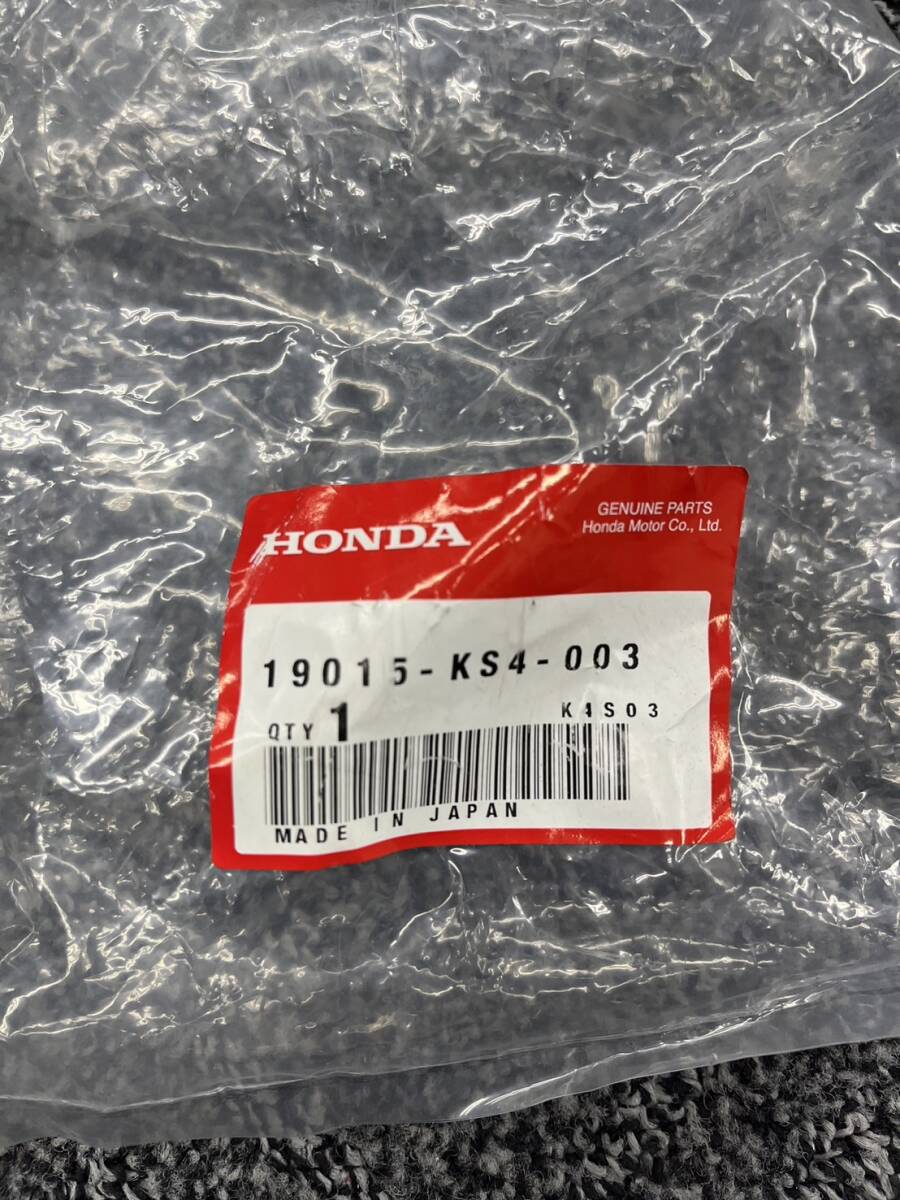 HONDA
GENUINE PARTS
Honda Motor Co., Ltd.
19015-KS4-003
QTY 1
K4S03
MADE IN JAPAN